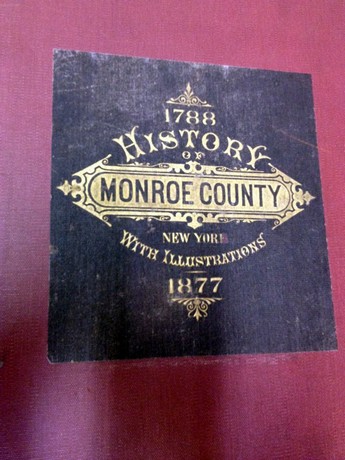 1788
HISTORY
OF
MONROE COUNTY
NEW YORK
WITH ILLUSTRATIONS
1877